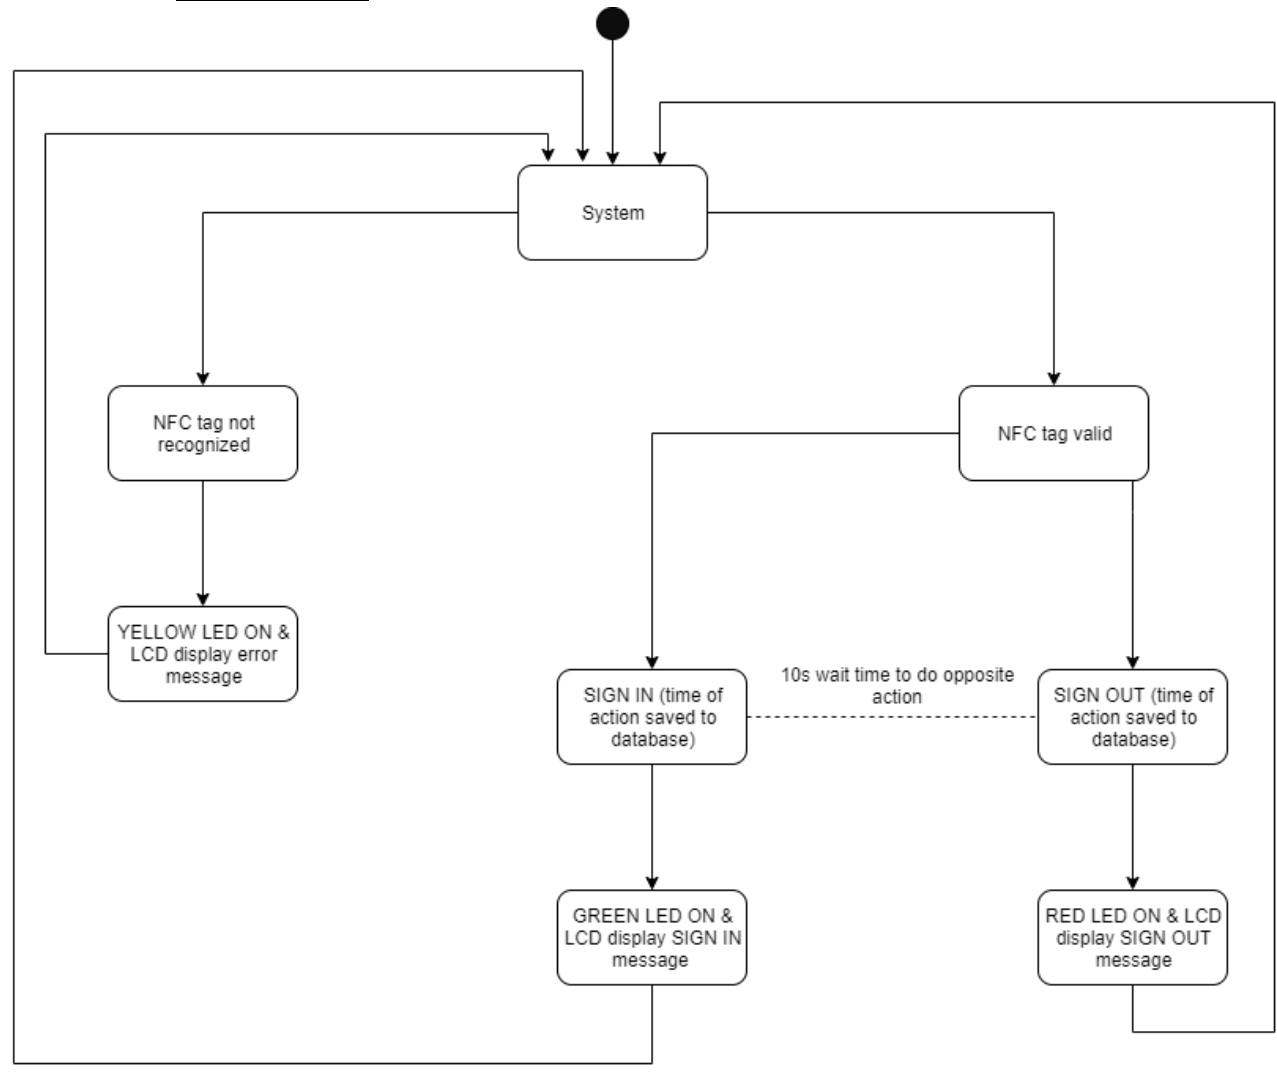 System
NFC tag not
recognized
NFC tag valid
YELLOW LED ON &
LCD display error
message
SIGN IN (time of
action saved to
database)
10s wait time to do opposite
action
SIGN OUT (time of
action saved to
database)
GREEN LED ON &
LCD display SIGN IN
message
RED LED ON & LCD
display SIGN OUT
message